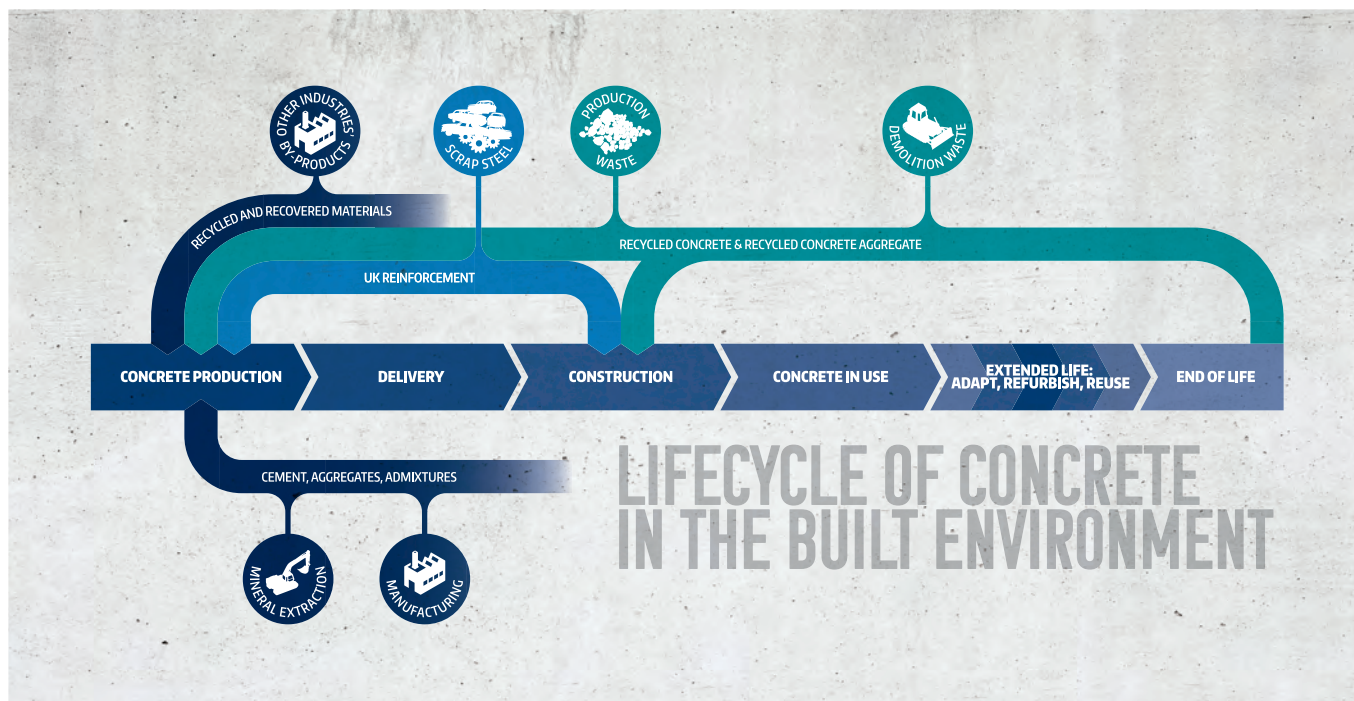 OTHER INDUSTRIES'
BY-PRODUCTS
SCRAP STEEL
PRODUCTION
WASTE
DEMOLITION WASTE
RECYCLED AND RECOVERED MATERIALS
RECYCLED CONCRETE & RECYCLED CONCRETE AGGREGATE
UK REINFORCEMENT
CONCRETE PRODUCTION
DELIVERY
CONSTRUCTION
CONCRETE IN USE
EXTENDED LIFE:
ADAPT, REFURBISH, REUSE
END OF LIFE
CEMENT, AGGREGATES, ADMIXTURES
MINERAL EXTRACTION
MANUFACTURING
LIFECYCLE OF CONCRETE
IN THE BUILT ENVIRONMENT